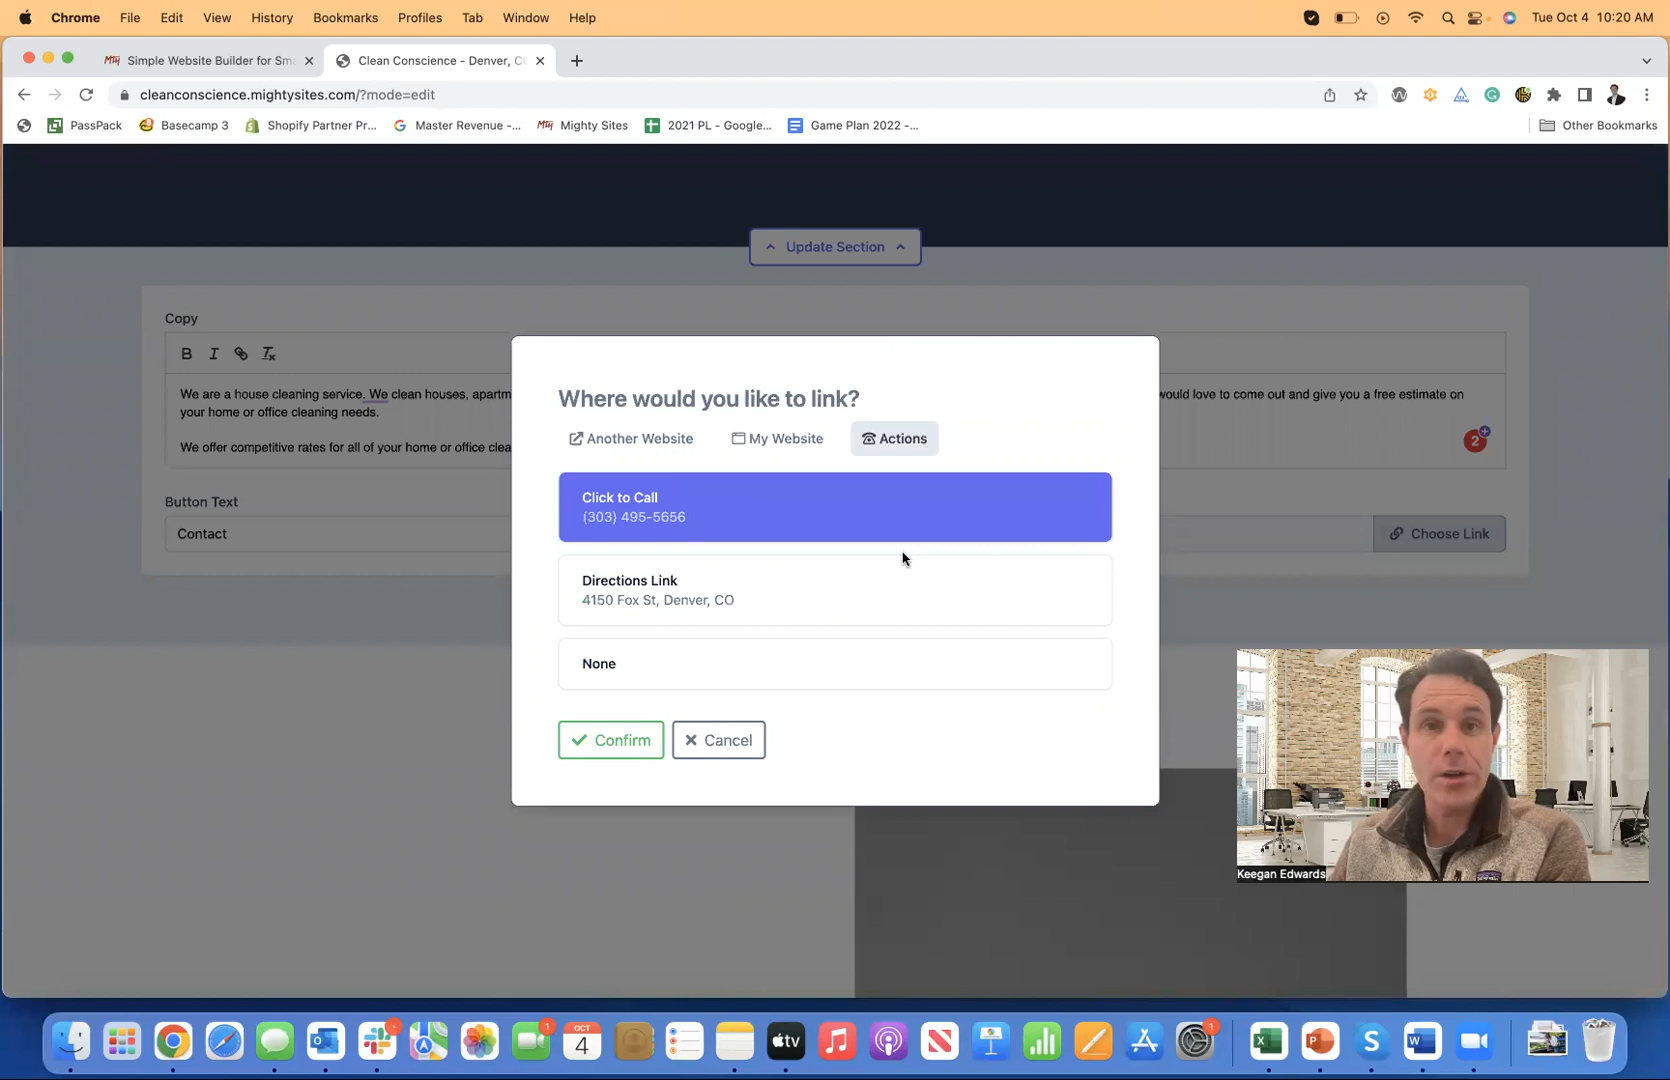 Chrome File Edit View History Bookmarks Profiles Tab Window Help Tue Oct 4 10:20 AM
Mty Simple Website Builder for Sma Clean Conscience - Denver, C
cleanconscience.mightysites.com/?mode=edit
PassPack Basecamp 3 Shopify Partner Pr... Master Revenue -... Mty Mighty Sites 2021 PL - Google... Game Plan 2022 -... Other Bookmarks
Update Section
Copy
B I
We are a house cleaning service. We clean houses, apartm
would love to come out and give you a free estimate on
your home or office cleaning needs.
We offer competitive rates for all of your home or office clea
2
Button Text
Contact
Choose Link
Where would you like to link?
Another Website My Website Actions
Click to Call
(303) 495-5656
Directions Link
4150 Fox St, Denver, CO
None
Confirm Cancel
Keegan Edwards
1
OCT
4
tv
1